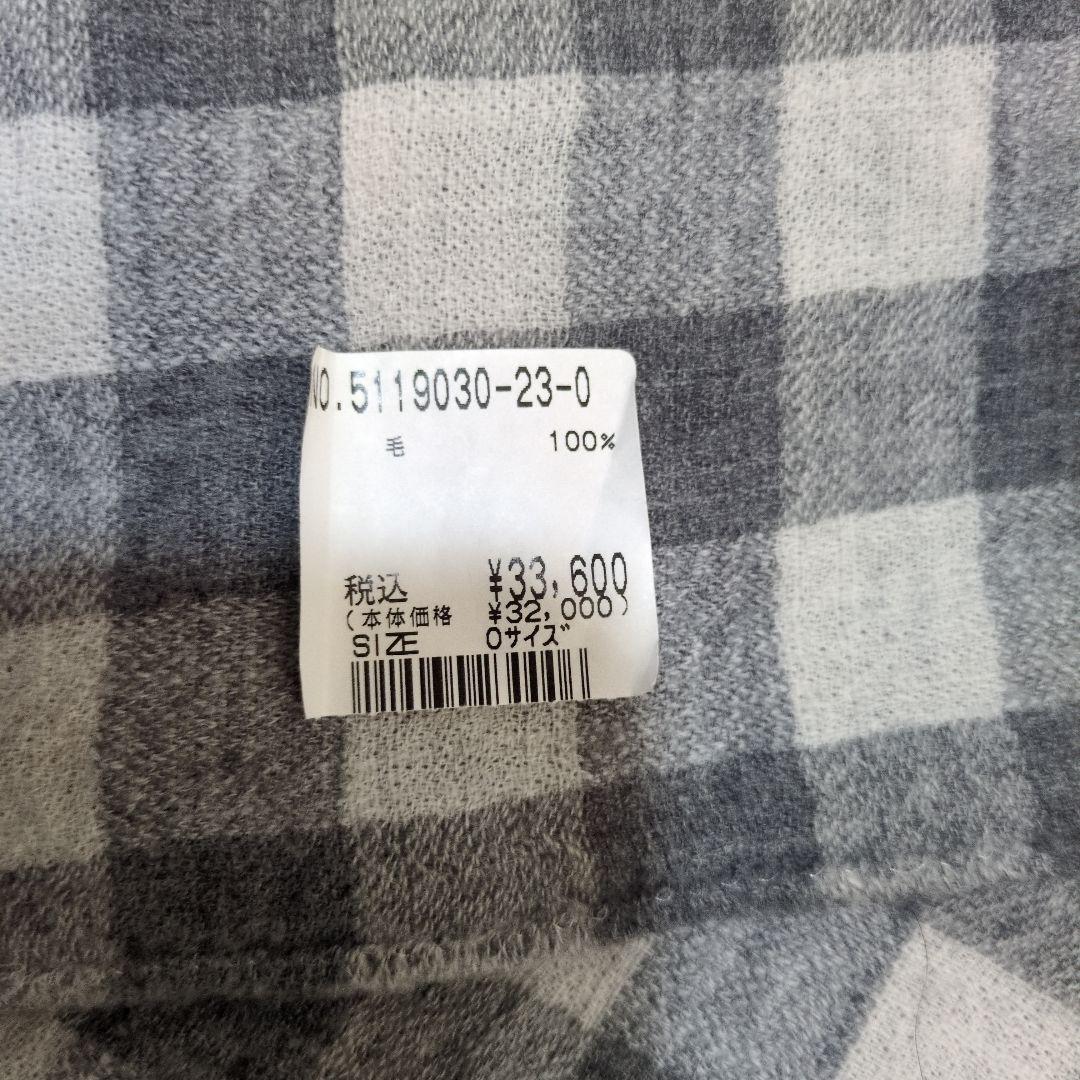 NO.5119030-23-0
毛 100%
税込 ¥33,600
(本体価格 ¥32,000)
SIZE 0サイズ